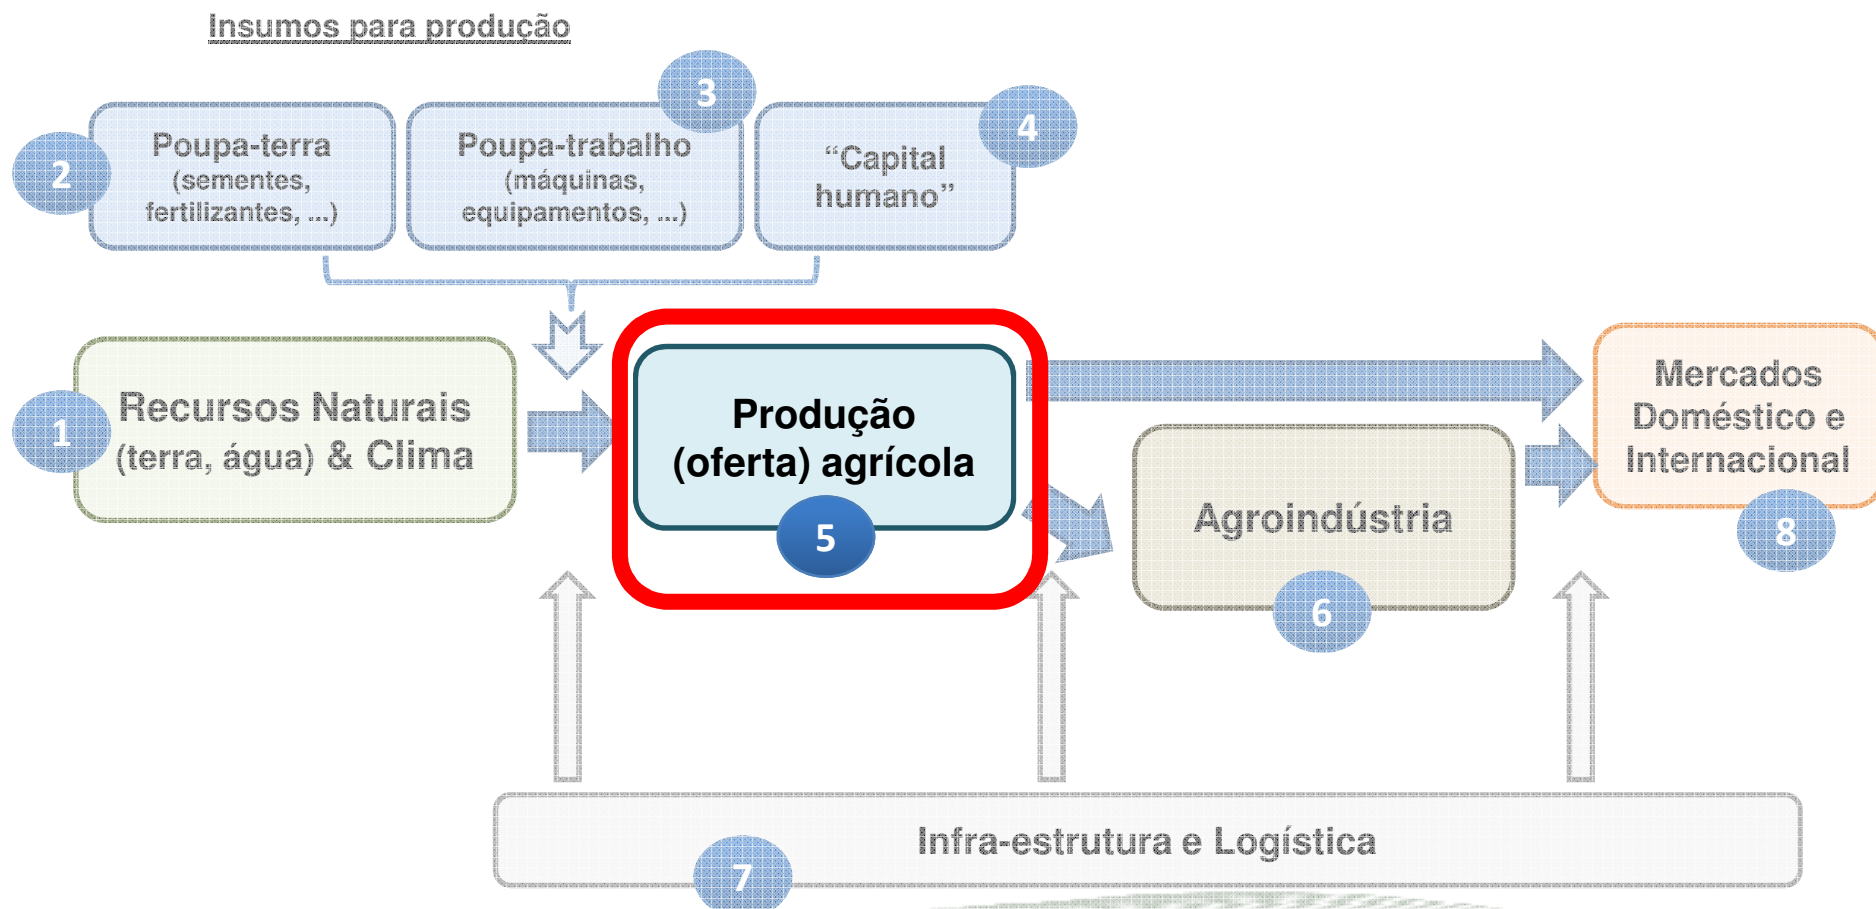 Insumos para produção
2
Poupa-terra
(sementes,
fertilizantes, ...)
3
Poupa-trabalho
(máquinas,
equipamentos, ...)
4
“Capital
humano”
1
Recursos Naturais
(terra, água) & Clima
Produção
(oferta) agrícola
5
Agroindústria
6
Mercados
Doméstico e
Internacional
8
Infra-estrutura e Logística
7